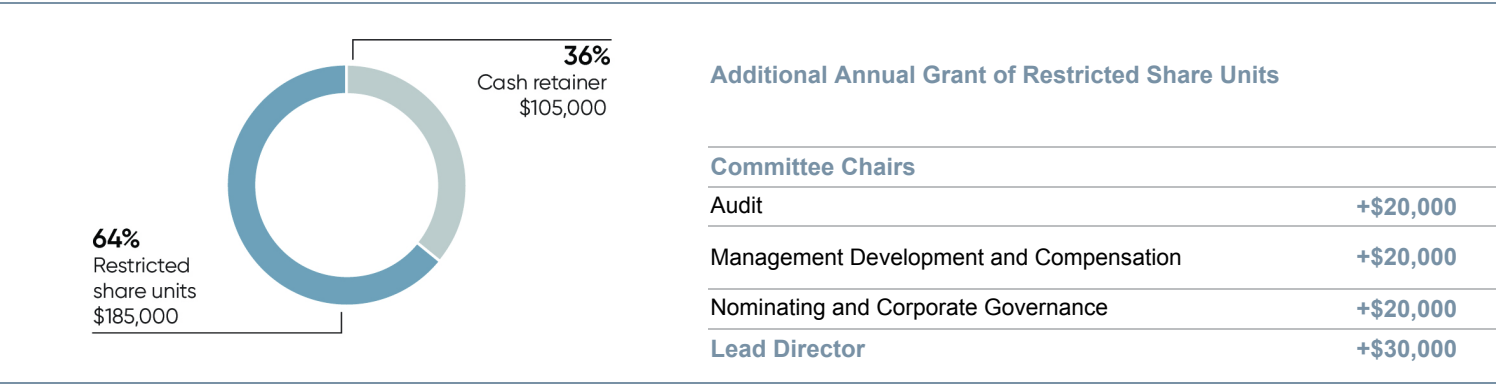 36%
Cash retainer
$105,000
64%
Restricted
share units
$185,000
Additional Annual Grant of Restricted Share Units
Committee Chairs
Audit +$20,000
Management Development and Compensation +$20,000
Nominating and Corporate Governance +$20,000
Lead Director +$30,000